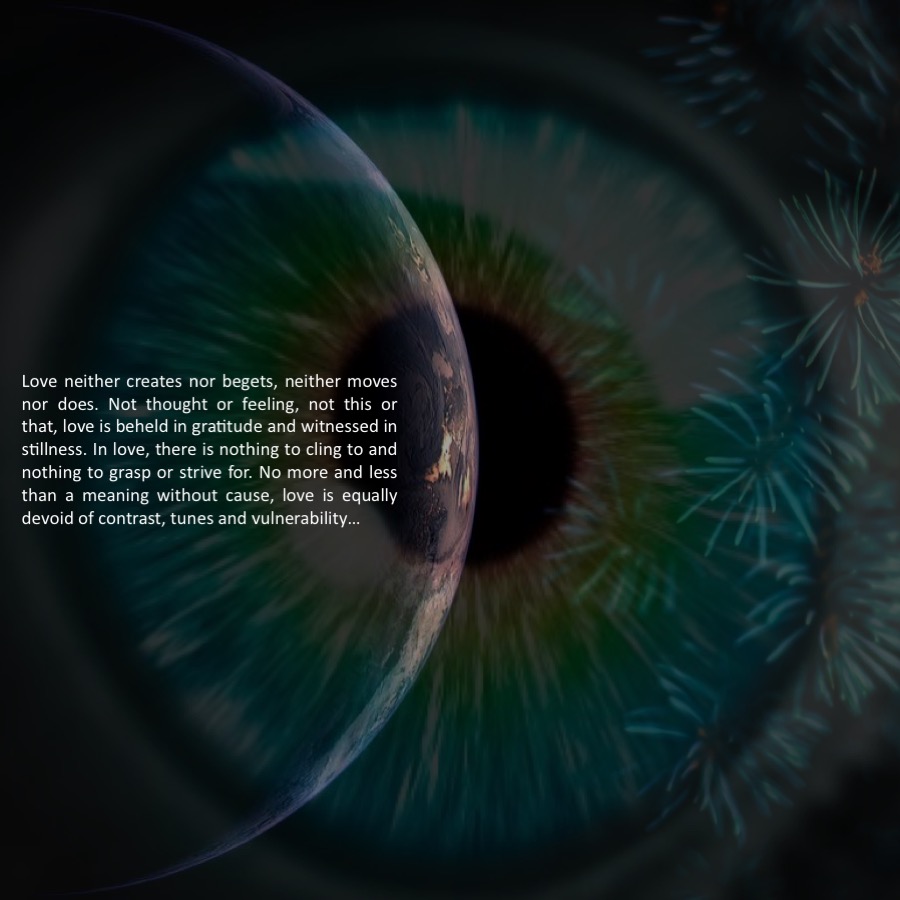 Love neither creates nor begets, neither moves
nor does. Not thought or feeling, not this or
that, love is beheld in gratitude and witnessed in
stillness. In love, there is nothing to cling to and
nothing to grasp or strive for. No more and less
than a meaning without cause, love is equally
devoid of contrast, tunes and vulnerability...